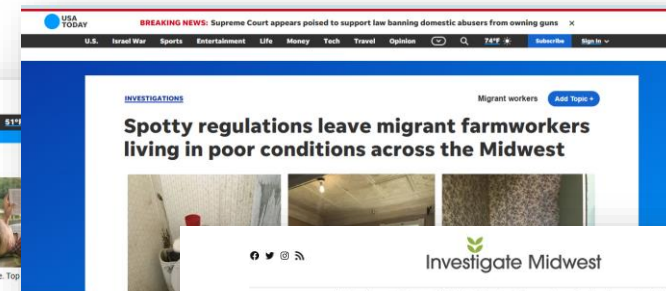 USA
TODAY
BREAKING NEWS: Supreme Court appears poised to support law banning domestic abusers from owning guns ×
U.S. Israel War Sports Entertainment Life Money Tech Travel Opinion 74°F Subscribe Sign In
INVESTIGATIONS
Migrant workers Add Topic +
Spotty regulations leave migrant farmworkers
living in poor conditions across the Midwest
51°F
e. Top
Investigate Midwest